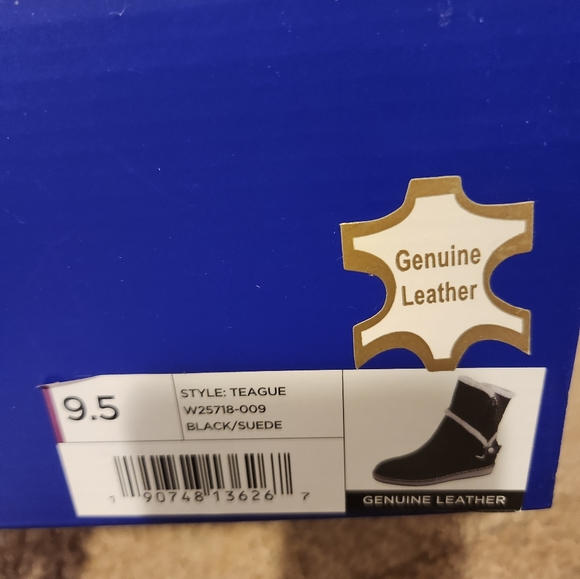 Genuine
Leather
9.5
STYLE: TEAGUE
W25718-009
BLACK/SUEDE
1 90748 13626 7
GENUINE LEATHER